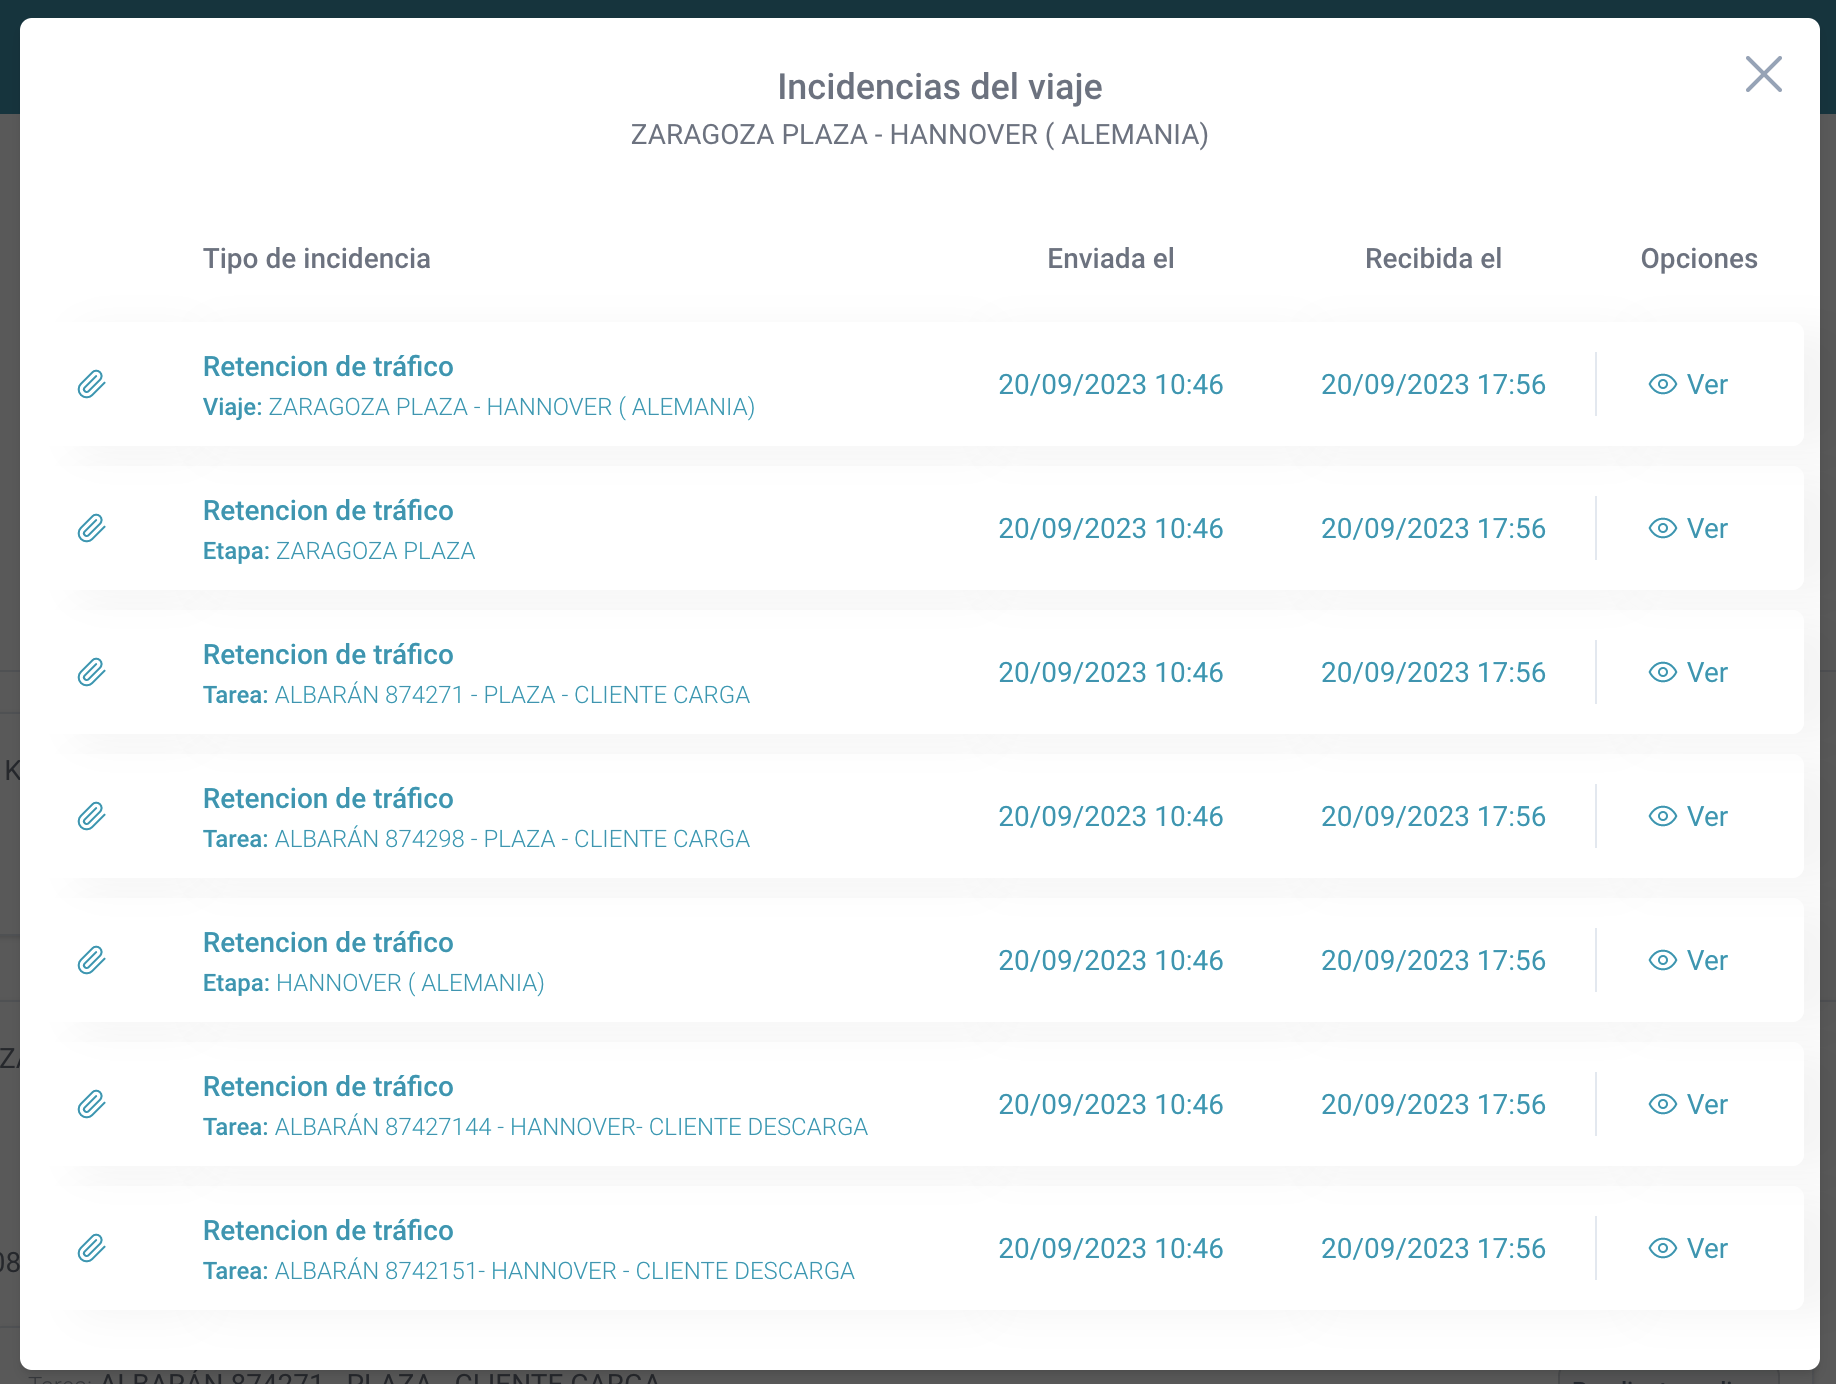 Incidencias del viaje
ZARAGOZA PLAZA - HANNOVER ( ALEMANIA)
Tipo de incidencia Enviada el Recibida el Opciones
Retencion de tráfico
Viaje: ZARAGOZA PLAZA - HANNOVER ( ALEMANIA)
20/09/2023 10:46 20/09/2023 17:56 Ver
Retencion de tráfico
Etapa: ZARAGOZA PLAZA
20/09/2023 10:46 20/09/2023 17:56 Ver
Retencion de tráfico
Tarea: ALBARÁN 874271 - PLAZA - CLIENTE CARGA
20/09/2023 10:46 20/09/2023 17:56 Ver
Retencion de tráfico
Tarea: ALBARÁN 874298 - PLAZA - CLIENTE CARGA
20/09/2023 10:46 20/09/2023 17:56 Ver
Retencion de tráfico
Etapa: HANNOVER ( ALEMANIA)
20/09/2023 10:46 20/09/2023 17:56 Ver
Retencion de tráfico
Tarea: ALBARÁN 87427144 - HANNOVER- CLIENTE DESCARGA
20/09/2023 10:46 20/09/2023 17:56 Ver
Retencion de tráfico
Tarea: ALBARÁN 8742151- HANNOVER - CLIENTE DESCARGA
20/09/2023 10:46 20/09/2023 17:56 Ver
K
ZA
08
Tarea: ALBARÁN 874271 - PLAZA - CLIENTE CARGA